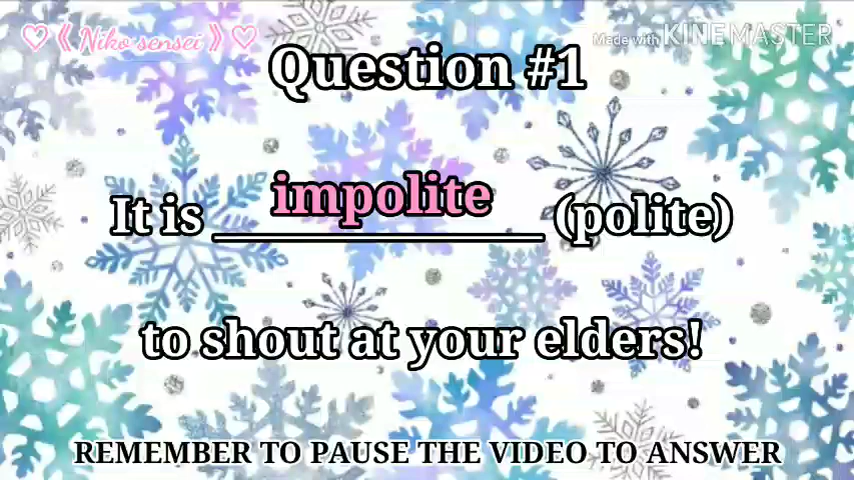 ♡《Niko sensei》♡
Made with KINEMASTER
Question #1
It is impolite (polite)
to shout at your elders!
REMEMBER TO PAUSE THE VIDEO TO ANSWER